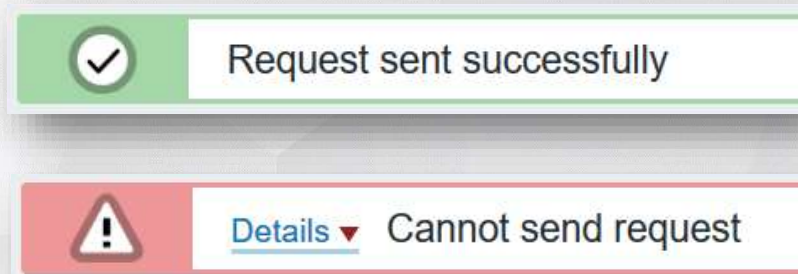 Request sent successfully
Details ▼ Cannot send request